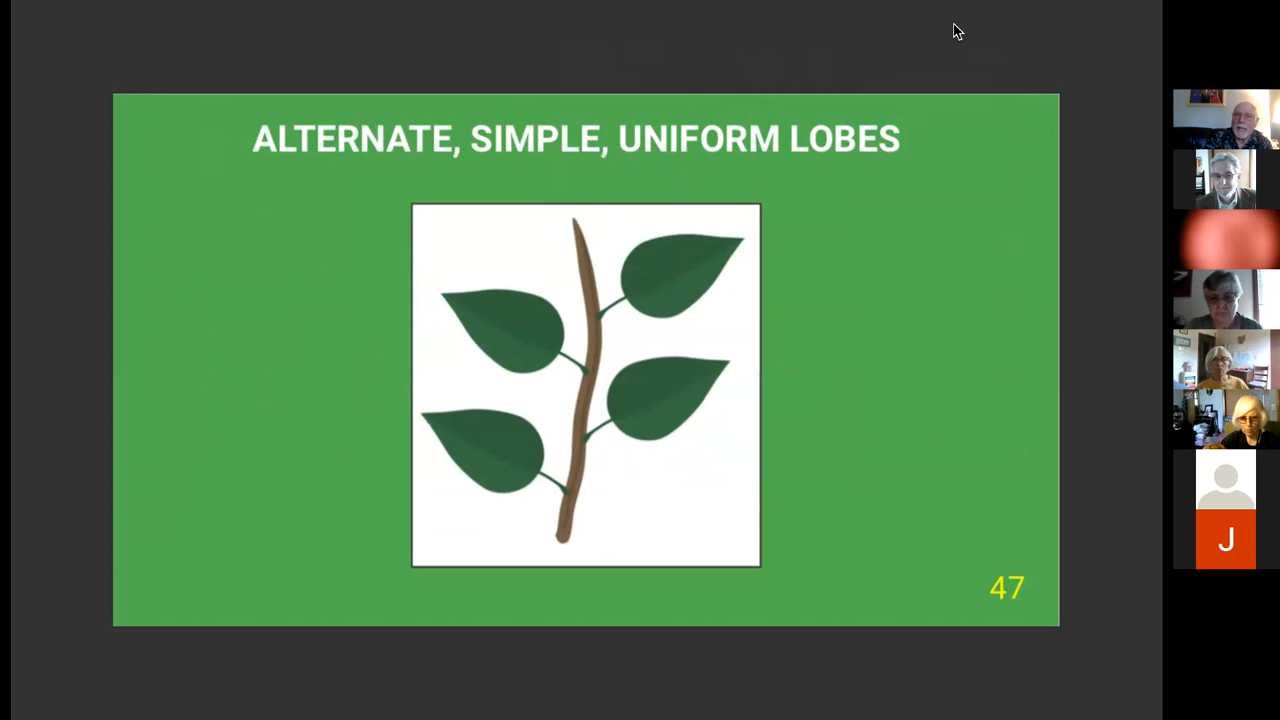 ALTERNATE, SIMPLE, UNIFORM LOBES
47
J